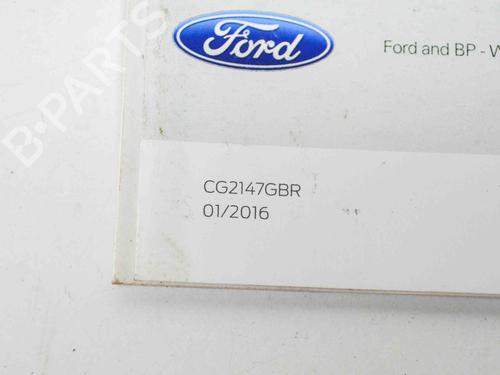 Ford
Ford and BP -
B-PARTS
CG2147GBR
01/2016